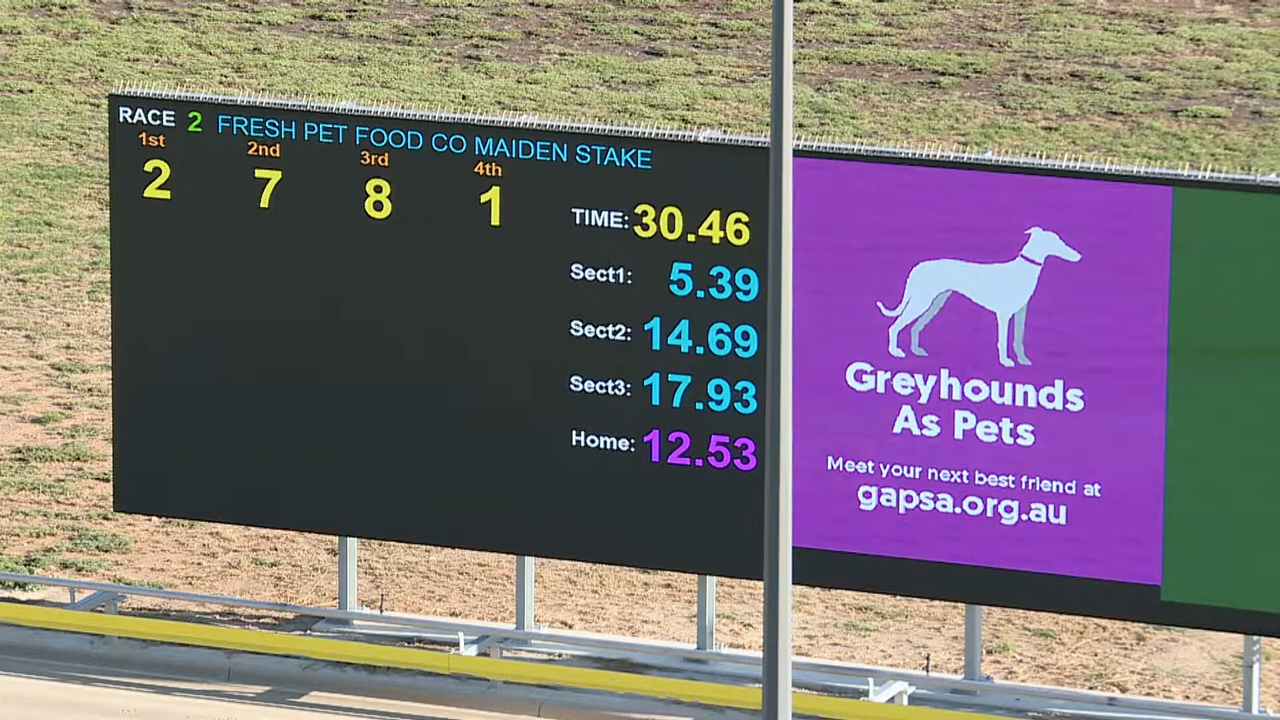 RACE 2 FRESH PET FOOD CO MAIDEN STAKE
1st 2nd 3rd 4th
2 7 8 1
TIME: 30.46
Sect1: 5.39
Sect2: 14.69
Sect3: 17.93
Home: 12.53
Greyhounds
As Pets
Meet your next best friend at
gapsa.org.au